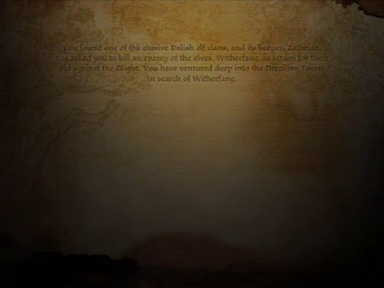 You found one of the elusive Dalish elf clans, and its keeper, Zathrian,
has asked you to kill an enemy of the elves, Witherfang, in return for their
aid against the Blight. You have ventured deep into the Brecilian Forest
in search of Witherfang.